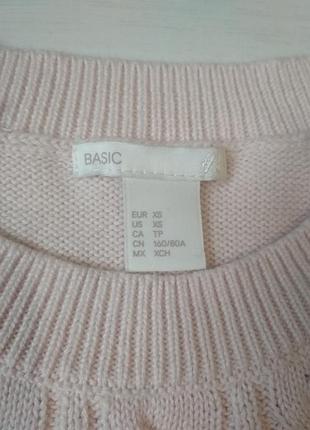 BASIC
EUR XS
US XS
CA TP
CN 160/80A
MX XCH